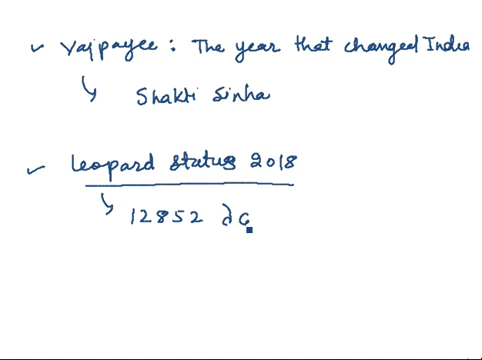 Vajpayee : The year that changed India
Shakti Sinha
Leopard status 2018
12852